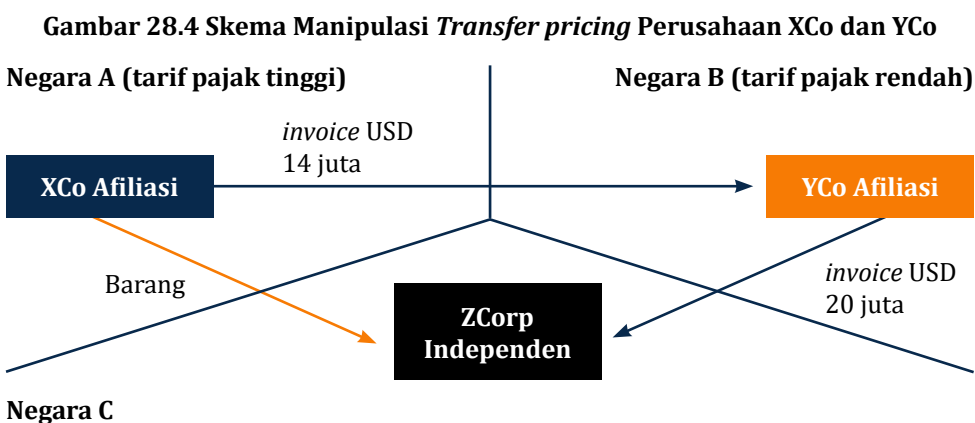 Gambar 28.4 Skema Manipulasi Transfer pricing Perusahaan XCo dan YCo
Negara A (tarif pajak tinggi)
Negara B (tarif pajak rendah)
invoice USD
14 juta
XCo Afiliasi
YCo Afiliasi
Barang
invoice USD
20 juta
ZCorp
Independen
Negara C